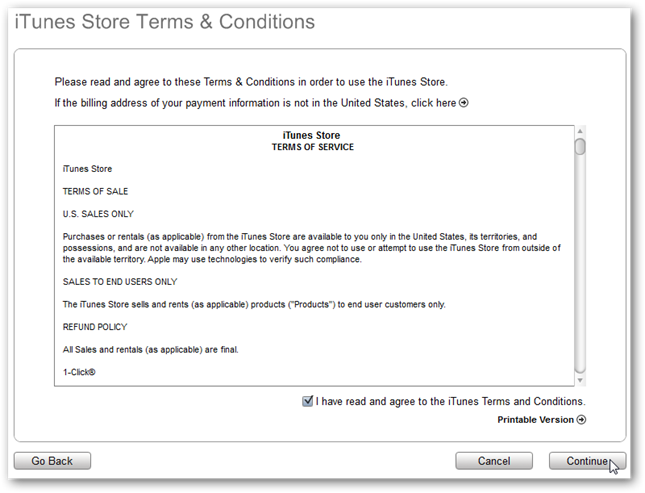 iTunes Store Terms & Conditions
Please read and agree to these Terms & Conditions in order to use the iTunes Store.
If the billing address of your payment information is not in the United States, click here
iTunes Store
TERMS OF SERVICE
iTunes Store
TERMS OF SALE
U.S. SALES ONLY
Purchases or rentals (as applicable) from the iTunes Store are available to you only in the United States, its territories, and
possessions, and are not available in any other location. You agree not to use or attempt to use the iTunes Store from outside of
the available territory. Apple may use technologies to verify such compliance.
SALES TO END USERS ONLY
The iTunes Store sells and rents (as applicable) products ("Products") to end user customers only.
REFUND POLICY
All Sales and rentals (as applicable) are final.
1-Click®
I have read and agree to the iTunes Terms and Conditions.
Printable Version
Go Back
Cancel
Continue